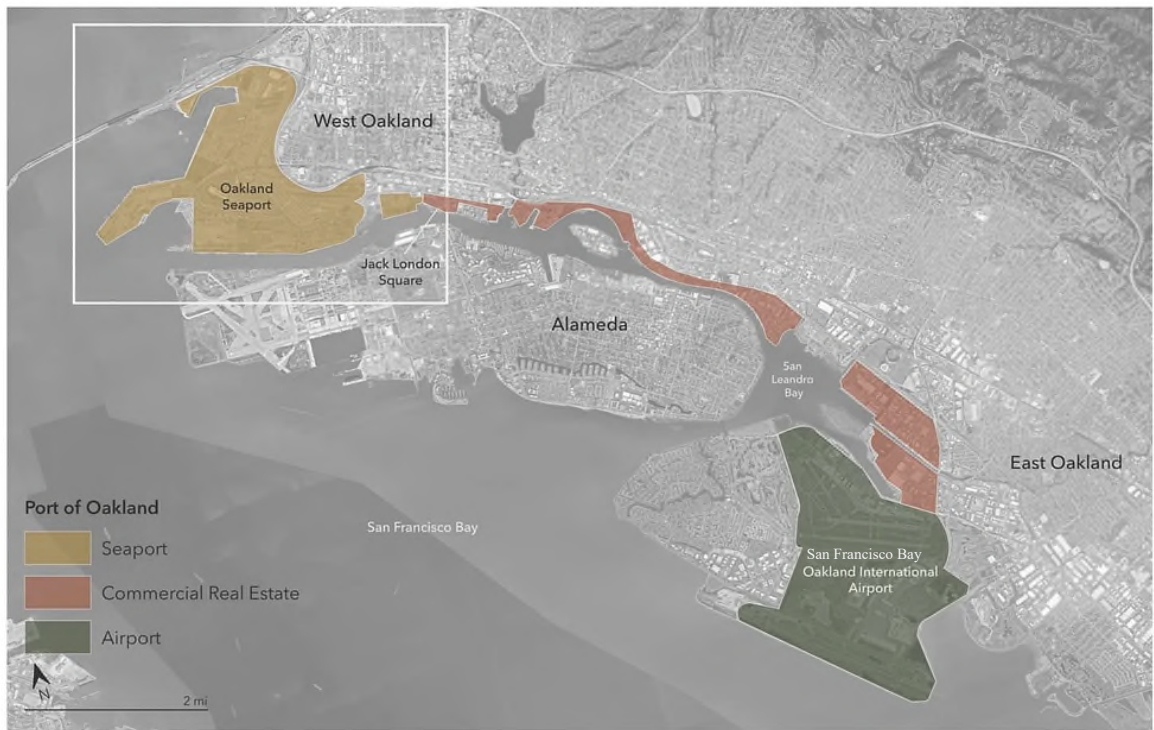 West Oakland
Oakland
Seaport
Jack London
Square
Alameda
San
Leandro
Bay
East Oakland
Port of Oakland
Seaport
Commercial Real Estate
Airport
San Francisco Bay
San Francisco Bay
Oakland International
Airport
N
2 mi